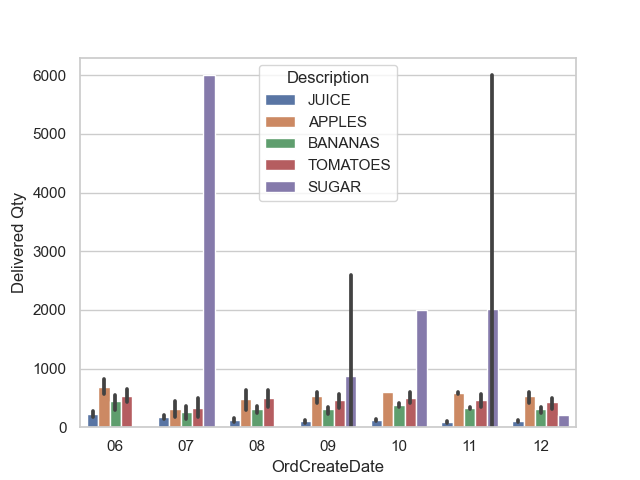 6000
5000
4000
3000
2000
1000
0
Delivered Qty
Description
JUICE
APPLES
BANANAS
TOMATOES
SUGAR
06 07 08 09 10 11 12
OrdCreateDate